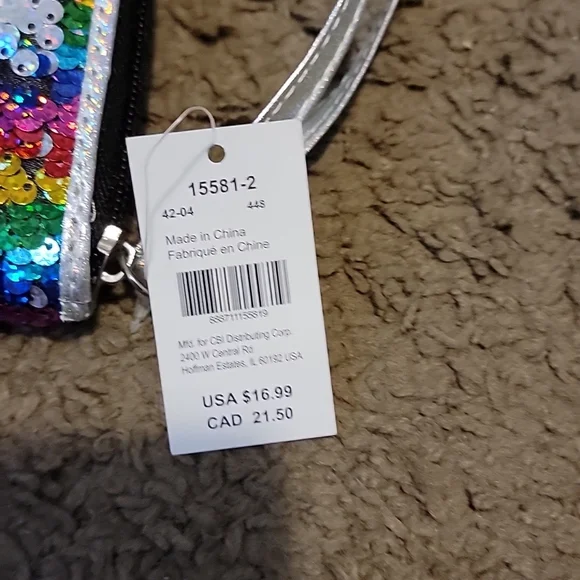 15581-2
42-04 448
Made in China
Fabriqué en Chine
888711155819
Mfd. for CBI Distributing Corp.
2400 W Central Rd
Hoffman Estates, IL 60192 USA
USA $16.99
CAD 21.50